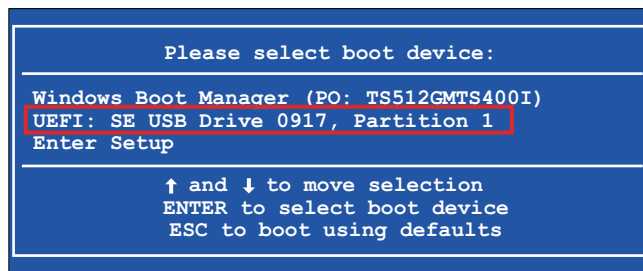 Please select boot device:
Windows Boot Manager (PO: TS512GMTS400I)
UEFI: SE USB Drive 0917, Partition 1
Enter Setup
↑ and ↓ to move selection
ENTER to select boot device
ESC to boot using defaults